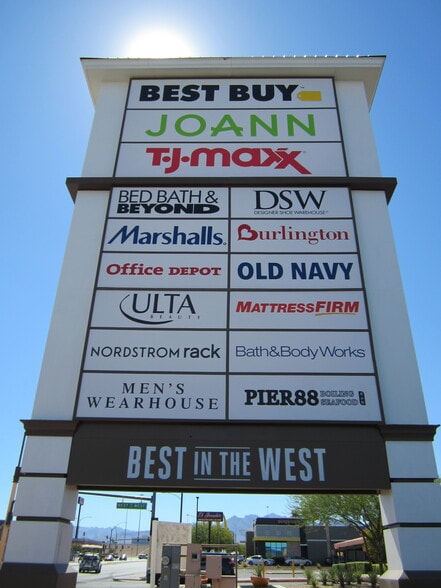 BEST BUY
JOANN
T·J·maxx
BED BATH &
BEYOND
DSW
DESIGNER SHOE WAREHOUSE
Marshalls
Burlington
Office DEPOT
OLD NAVY
ULTA
BEAUTY
MATTRESSFIRM
NORDSTROM rack
Bath&BodyWorks
MEN'S
WEARHOUSE
PIER88 BOILING
SEAFOOD
BEST IN THE WEST